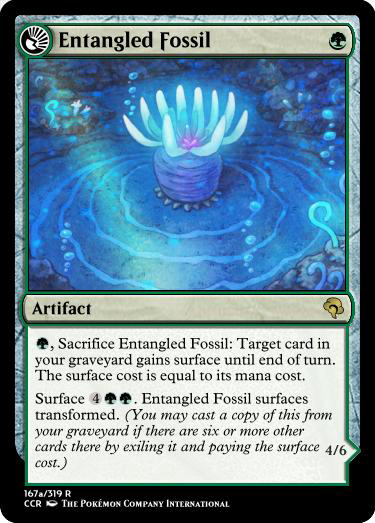 Entangled Fossil
Artifact
, Sacrifice Entangled Fossil: Target card in
your graveyard gains surface until end of turn.
The surface cost is equal to its mana cost.
Surface 4. Entangled Fossil surfaces
transformed. (You may cast a copy of this from
your graveyard if there are six or more other
cards there by exiling it and paying the surface
cost.)
4/6
167a/319 R
CCR The Pokémon Company International